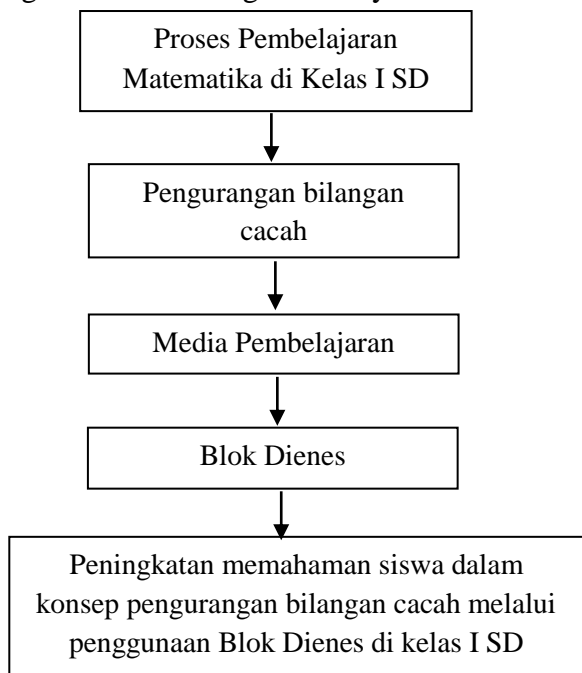 Proses Pembelajaran
Matematika di Kelas I SD
Pengurangan bilangan
cacah
Media Pembelajaran
Blok Dienes
Peningkatan memahaman siswa dalam
konsep pengurangan bilangan cacah melalui
penggunaan Blok Dienes di kelas I SD